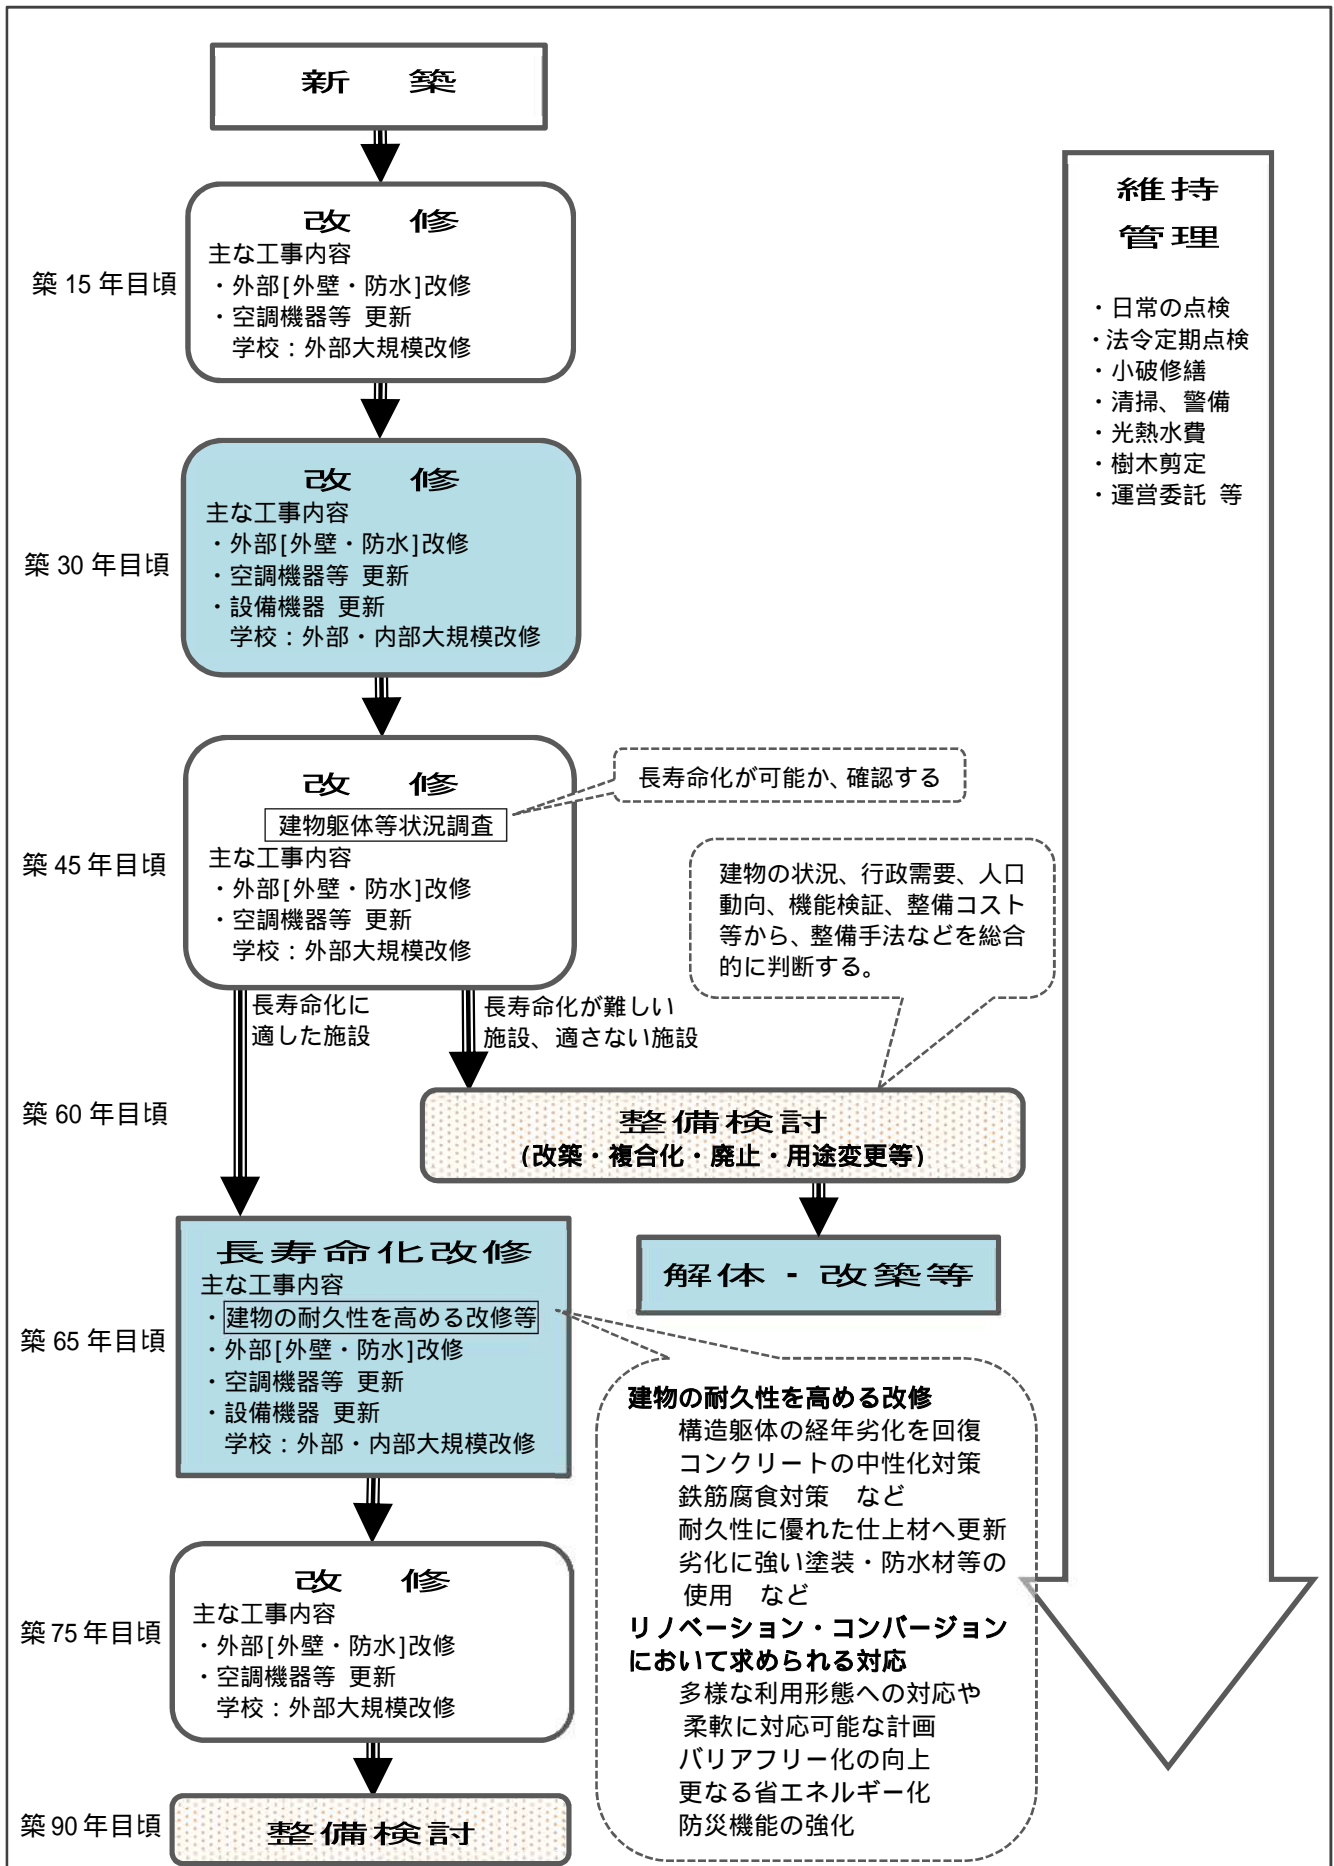 新　築
改　修
主な工事内容
・外部[外壁・防水]改修
・空調機器等 更新
学校：外部大規模改修
築 15 年目頃
改　修
主な工事内容
・外部[外壁・防水]改修
・空調機器等 更新
・設備機器 更新
学校：外部・内部大規模改修
築 30 年目頃
改　修
建物躯体等状況調査
主な工事内容
・外部[外壁・防水]改修
・空調機器等 更新
学校：外部大規模改修
築 45 年目頃
長寿命化が可能か、確認する
建物の状況、行政需要、人口
動向、機能検証、整備コスト
等から、整備手法などを総合
的に判断する。
長寿命化に
適した施設
長寿命化が難しい
施設、適さない施設
築 60 年目頃
整備検討
(改築・複合化・廃止・用途変更等)
解体・改築等
長寿命化改修
主な工事内容
・建物の耐久性を高める改修等
・外部[外壁・防水]改修
・空調機器等 更新
・設備機器 更新
学校：外部・内部大規模改修
築 65 年目頃
建物の耐久性を高める改修
構造躯体の経年劣化を回復
コンクリートの中性化対策
鉄筋腐食対策　など
耐久性に優れた仕上材へ更新
劣化に強い塗装・防水材等の
使用　など
リノベーション・コンバージョン
において求められる対応
多様な利用形態への対応や
柔軟に対応可能な計画
バリアフリー化の向上
更なる省エネルギー化
防災機能の強化
改　修
主な工事内容
・外部[外壁・防水]改修
・空調機器等 更新
学校：外部大規模改修
築 75 年目頃
整備検討
築 90 年目頃
維持
管理
・日常の点検
・法令定期点検
・小破修繕
・清掃、警備
・光熱水費
・樹木剪定
・運営委託 等